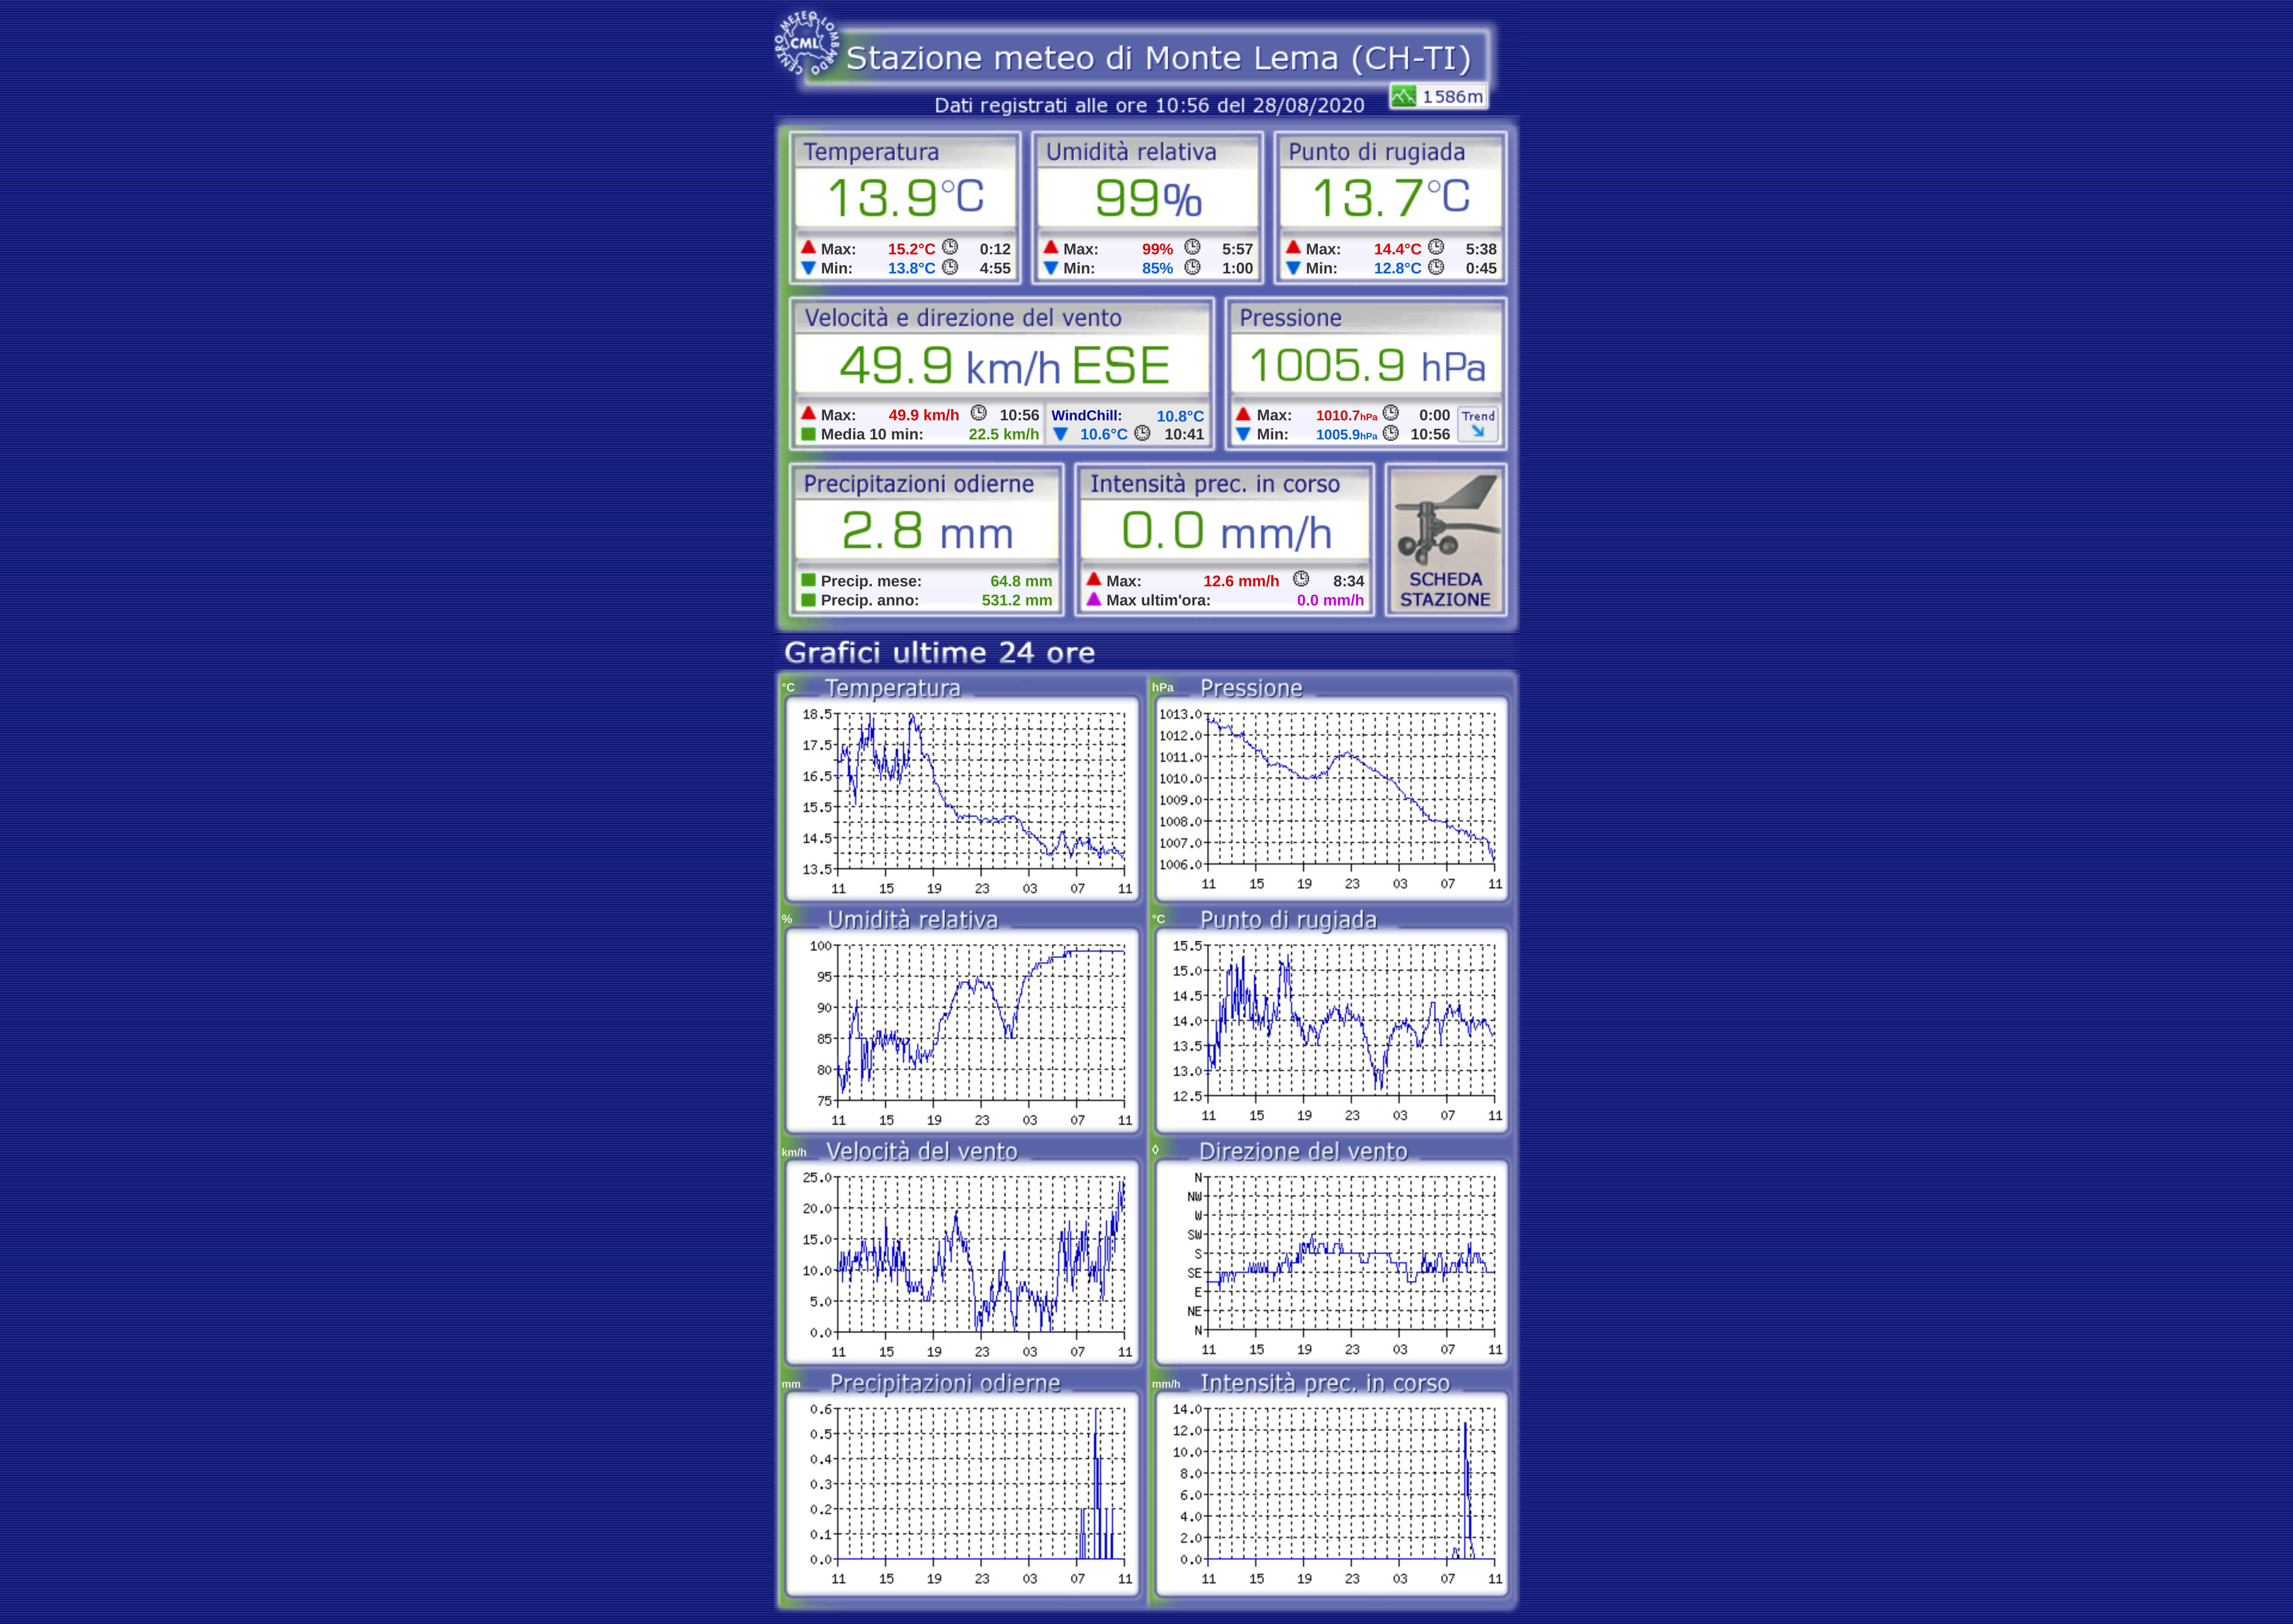 CENTRO METEO LOMBARDO
CML
Stazione meteo di Monte Lema (CH-TI)
Dati registrati alle ore 10:56 del 28/08/2020
1586m
Temperatura
13.9°C
Max: 15.2°C 0:12
Min: 13.8°C 4:55
Umidità relativa
99%
Max: 99% 5:57
Min: 85% 1:00
Punto di rugiada
13.7°C
Max: 14.4°C 5:38
Min: 12.8°C 0:45
Velocità e direzione del vento
49.9 km/h ESE
Max: 49.9 km/h 10:56
Media 10 min: 22.5 km/h
WindChill: 10.8°C
10.6°C 10:41
Pressione
1005.9 hPa
Max: 1010.7hPa 0:00
Min: 1005.9hPa 10:56
Trend
Precipitazioni odierne
2.8 mm
Precip. mese: 64.8 mm
Precip. anno: 531.2 mm
Intensità prec. in corso
0.0 mm/h
Max: 12.6 mm/h 8:34
Max ultim'ora: 0.0 mm/h
SCHEDA
STAZIONE
Grafici ultime 24 ore
°C Temperatura
18.5
17.5
16.5
15.5
14.5
13.5
11 15 19 23 03 07 11
hPa Pressione
1013.0
1012.0
1011.0
1010.0
1009.0
1008.0
1007.0
1006.0
11 15 19 23 03 07 11
% Umidità relativa
100
95
90
85
80
75
11 15 19 23 03 07 11
°C Punto di rugiada
15.5
15.0
14.5
14.0
13.5
13.0
12.5
11 15 19 23 03 07 11
km/h Velocità del vento
25.0
20.0
15.0
10.0
5.0
0.0
11 15 19 23 03 07 11
◊ Direzione del vento
N
NW
W
SW
S
SE
E
NE
N
11 15 19 23 03 07 11
mm Precipitazioni odierne
0.6
0.5
0.4
0.3
0.2
0.1
0.0
11 15 19 23 03 07 11
mm/h Intensità prec. in corso
14.0
12.0
10.0
8.0
6.0
4.0
2.0
0.0
11 15 19 23 03 07 11